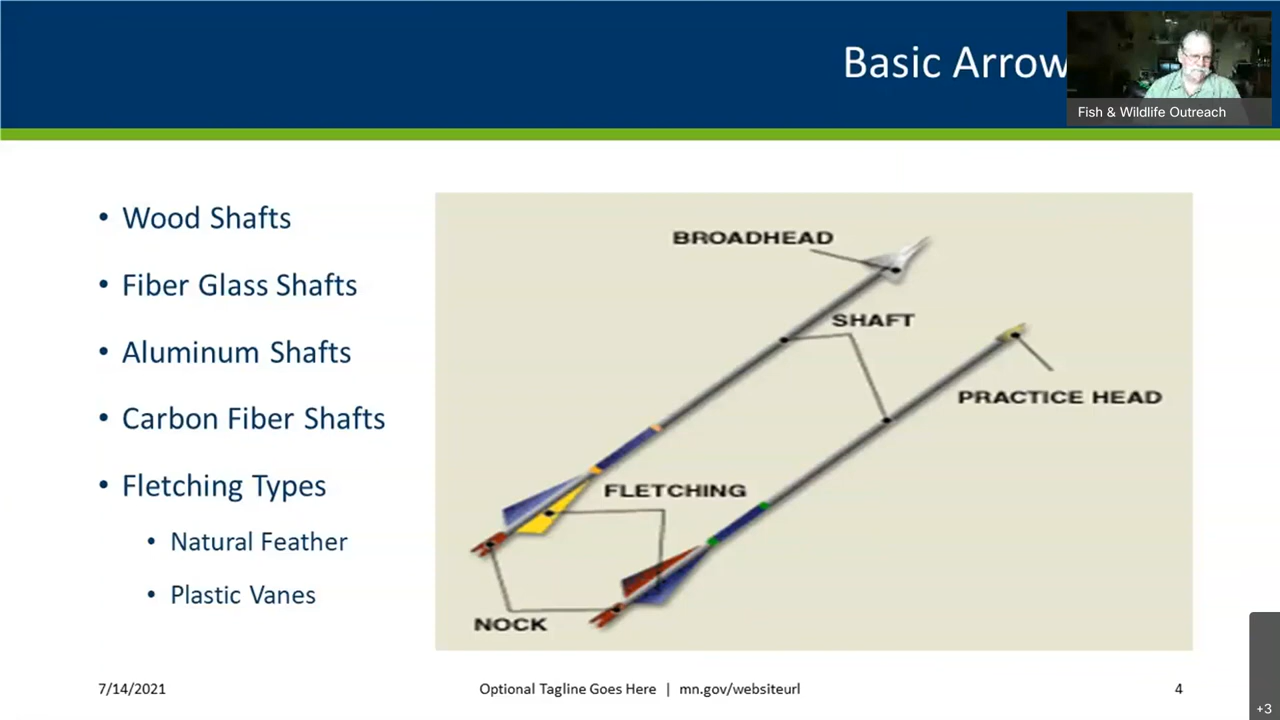 Basic Arrow
Fish & Wildlife Outreach
• Wood Shafts
• Fiber Glass Shafts
• Aluminum Shafts
• Carbon Fiber Shafts
• Fletching Types
• Natural Feather
• Plastic Vanes
BROADHEAD
SHAFT
PRACTICE HEAD
FLETCHING
NOCK
7/14/2021
Optional Tagline Goes Here | mn.gov/websiteurl
4
+3